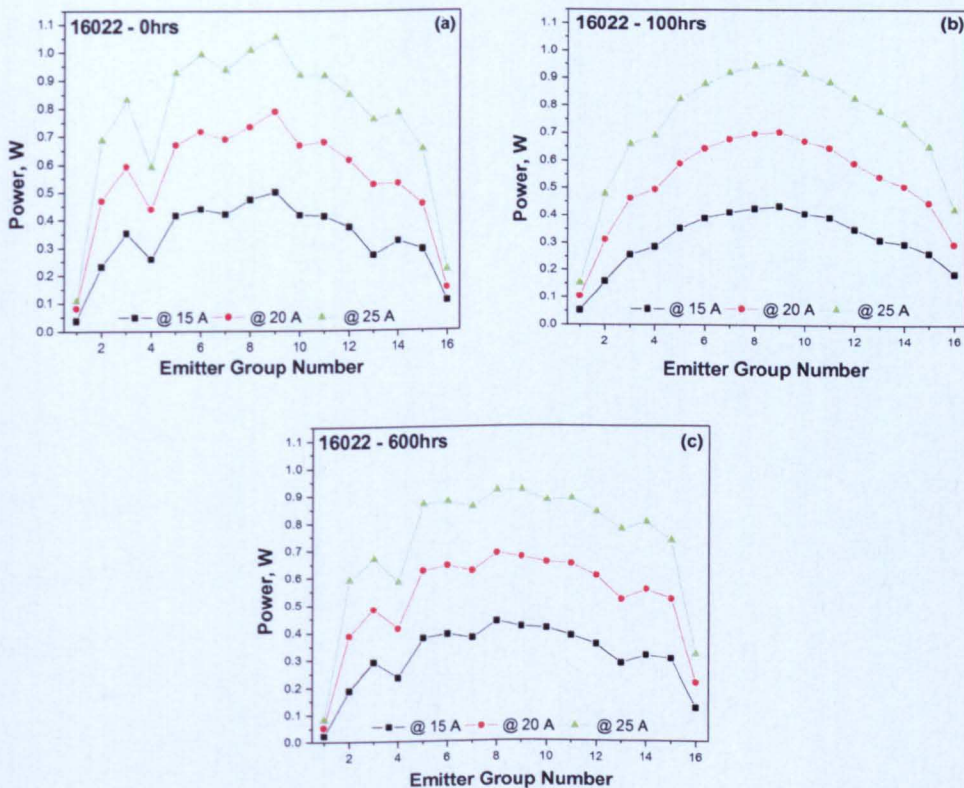 16022 - 0hrs
(a)
1.1
1.0
0.9
0.8
0.7
0.6
0.5
0.4
0.3
0.2
0.1
0.0
Power, W
@ 15 A @ 20 A @ 25 A
2 4 6 8 10 12 14 16
Emitter Group Number
16022 - 100hrs
(b)
1.1
1.0
0.9
0.8
0.7
0.6
0.5
0.4
0.3
0.2
0.1
0.0
Power, W
@ 15 A @ 20 A @ 25 A
2 4 6 8 10 12 14 16
Emitter Group Number
16022 - 600hrs
(c)
1.1
1.0
0.9
0.8
0.7
0.6
0.5
0.4
0.3
0.2
0.1
0.0
Power, W
@ 15 A @ 20 A @ 25 A
2 4 6 8 10 12 14 16
Emitter Group Number